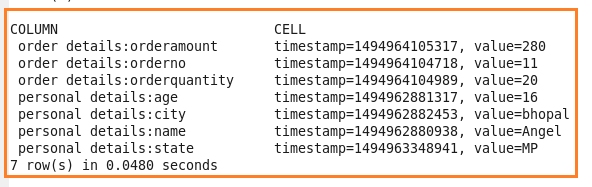 COLUMN CELL
order details:orderamount timestamp=1494964105317, value=280
order details:orderno timestamp=1494964104718, value=11
order details:orderquantity timestamp=1494964104989, value=20
personal details:age timestamp=1494962881317, value=16
personal details:city timestamp=1494962882453, value=bhopal
personal details:name timestamp=1494962880938, value=Angel
personal details:state timestamp=1494963348941, value=MP
7 row(s) in 0.0480 seconds